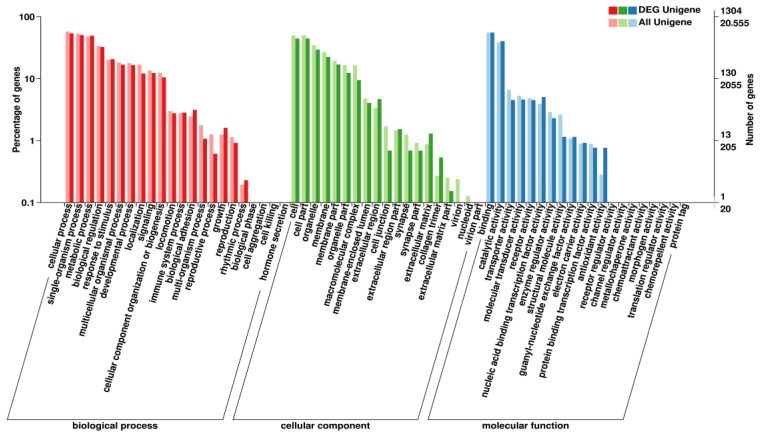 DEG Unigene
All Unigene
100
10
1
0.1
Percentage of genes
1304
20.555
130
2055
13
205
1
20
Number of genes
cellular process
single-organism process
metabolic process
biological regulation
response to stimulus
multicellular organismal process
developmental process
localization
signaling
cellular component organization or biogenesis
locomotion
immune system process
biological adhesion
multi-organism process
reproductive process
growth
reproduction
rhythmic process
biological phase
cell aggregation
cell killing
hormone secretion
cell
cell part
organelle
membrane
membrane part
organelle part
macromolecular complex
membrane-enclosed lumen
extracellular region
cell junction
extracellular region part
synapse
synapse part
extracellular matrix
collagen trimer
extracellular matrix part
virion
nucleoid
virion part
binding
catalytic activity
transporter activity
receptor activity
molecular transducer activity
nucleic acid binding transcription factor activity
enzyme regulator activity
structural molecule activity
guanyl-nucleotide exchange factor activity
electron carrier activity
protein binding transcription factor activity
antioxidant activity
receptor regulator activity
channel regulator activity
metallochaperone activity
chemoattractant activity
morphogen activity
translation regulator activity
chemorepellent activity
protein tag
biological process
cellular component
molecular function